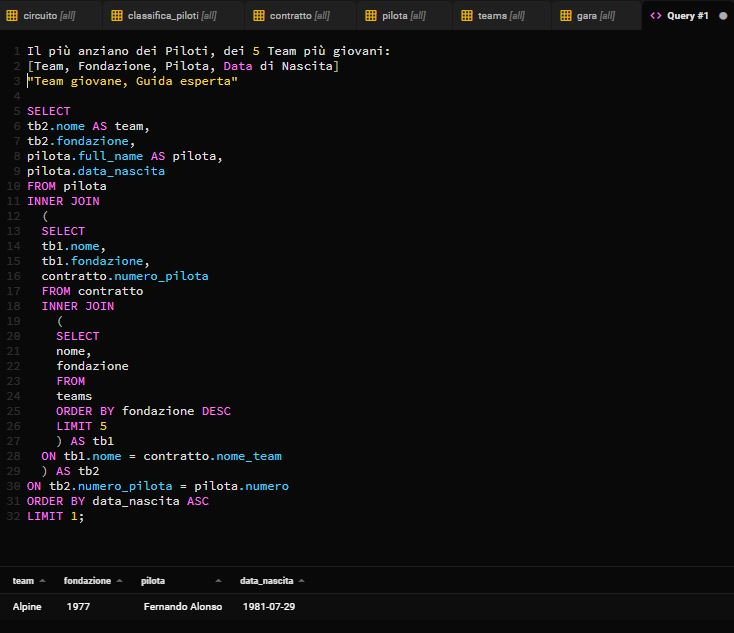 circuito [all] classifica_piloti [all] contratto [all] pilota [all] teams [all] gara [all] <> Query #1
1 Il più anziano dei Piloti, dei 5 Team più giovani:
2 [Team, Fondazione, Pilota, Data di Nascita]
3 "Team giovane, Guida esperta"
4
5 SELECT
6 tb2.nome AS team,
7 tb2.fondazione,
8 pilota.full_name AS pilota,
9 pilota.data_nascita
10 FROM pilota
11 INNER JOIN
12 (
13 SELECT
14 tb1.nome,
15 tb1.fondazione,
16 contratto.numero_pilota
17 FROM contratto
18 INNER JOIN
19 (
20 SELECT
21 nome,
22 fondazione
23 FROM
24 teams
25 ORDER BY fondazione DESC
26 LIMIT 5
27 ) AS tb1
28 ON tb1.nome = contratto.nome_team
29 ) AS tb2
30 ON tb2.numero_pilota = pilota.numero
31 ORDER BY data_nascita ASC
32 LIMIT 1;
team fondazione pilota data_nascita
Alpine 1977 Fernando Alonso 1981-07-29